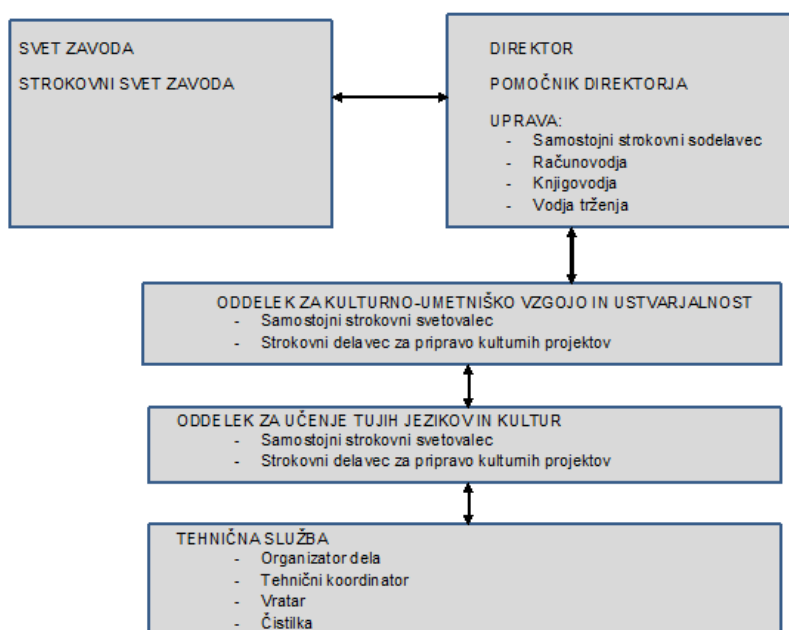 SVET ZAVODA
STROKOVNI SVET ZAVODA
DIREKTOR
POMOČNIK DIREKTORJA
UPRAVA:
- Samostojni strokovni sodelavec
- Računovodja
- Knjigovodja
- Vodja trženja
ODDELEK ZA KULTURNO-UMETNIŠKO VZGOJO IN USTVARJALNOST
- Samostojni strokovni svetovalec
- Strokovni delavec za pripravo kulturnih projektov
ODDELEK ZA UČENJE TUJIH JEZIKOV IN KULTUR
- Samostojni strokovni svetovalec
- Strokovni delavec za pripravo kulturnih projektov
TEHNIČNA SLUŽBA
- Organizator dela
- Tehnični koordinator
- Vratar
- Čistilka